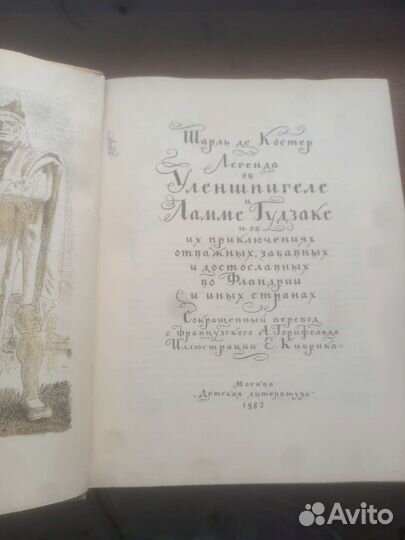 Шарль де Костер
Легенда
об
Уленшпигеле
и
Ламме Гудзаке
и об
их приключениях
отважных, забавных
и достославных
во Фландрии
и иных странах
Сокращенный перевод
с французского А. Горнфельда
Иллюстрации Е. Кибрика
Москва
„Детская литература“
1983
Avito